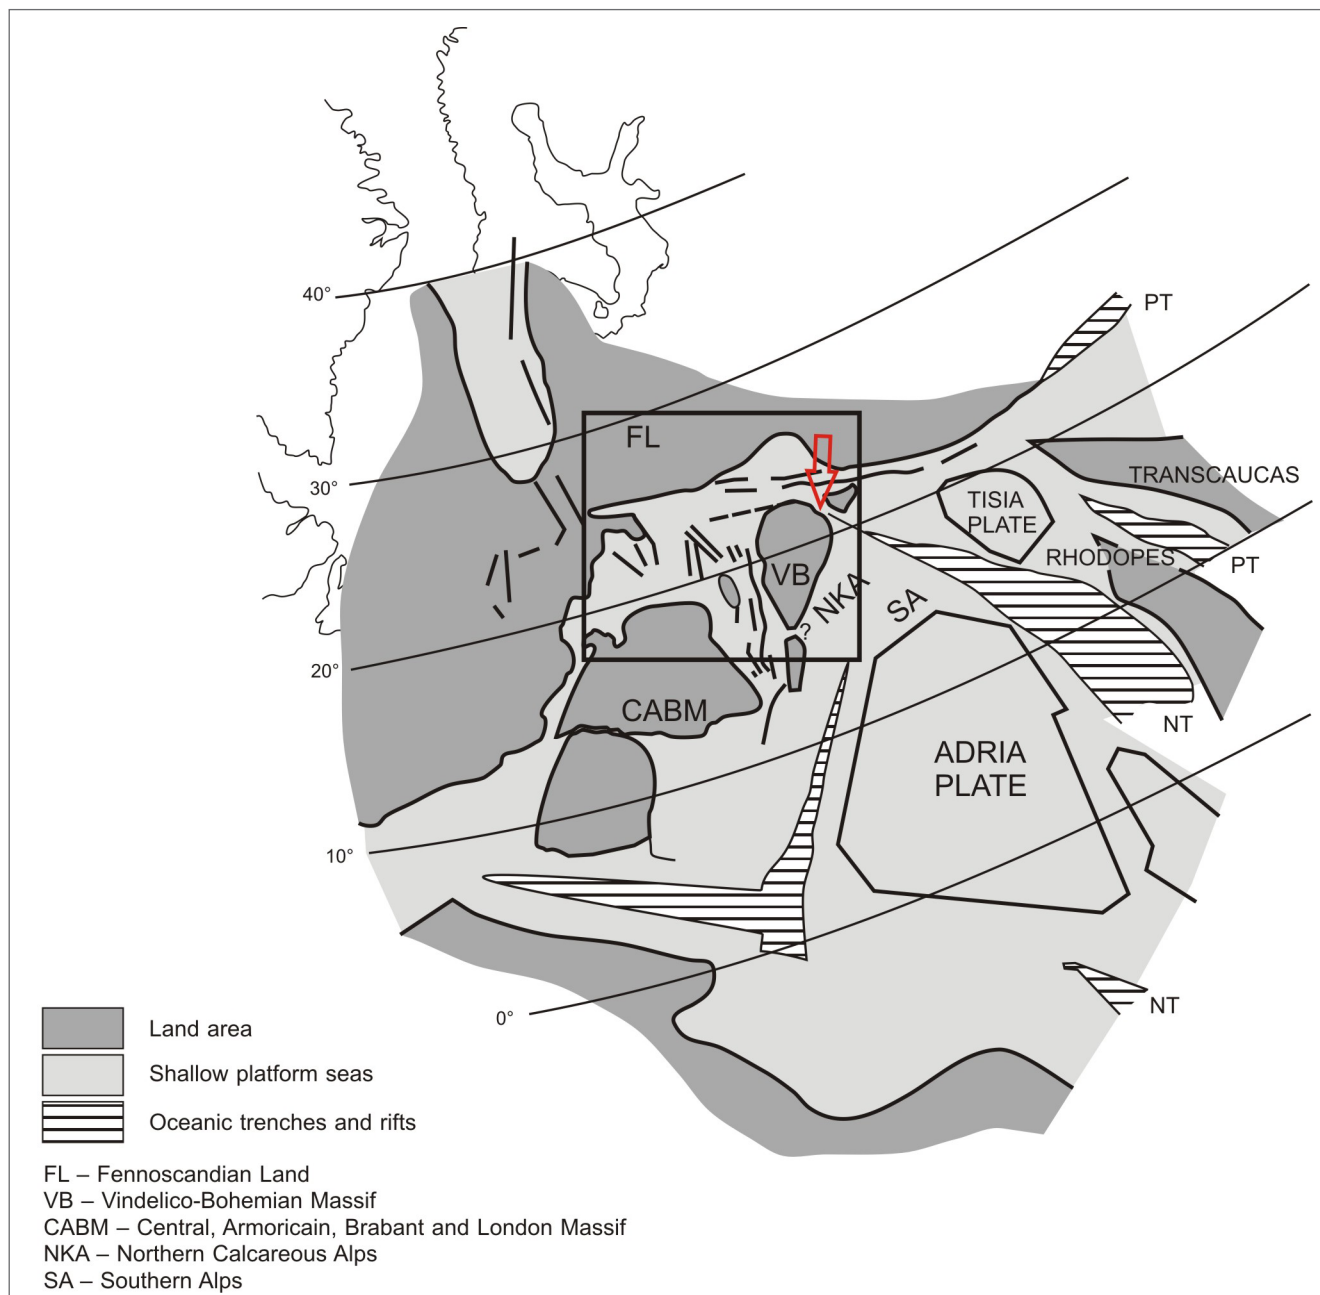 40°
PT
FL
30°
TRANSCAUCAS
TISIA
PLATE
RHODOPES
PT
VB
NKA
SA
?
20°
CABM
NT
ADRIA
PLATE
10°
NT
0°
Land area
Shallow platform seas
Oceanic trenches and rifts
FL – Fennoscandian Land
VB – Vindelico-Bohemian Massif
CABM – Central, Armoricain, Brabant and London Massif
NKA – Northern Calcareous Alps
SA – Southern Alps